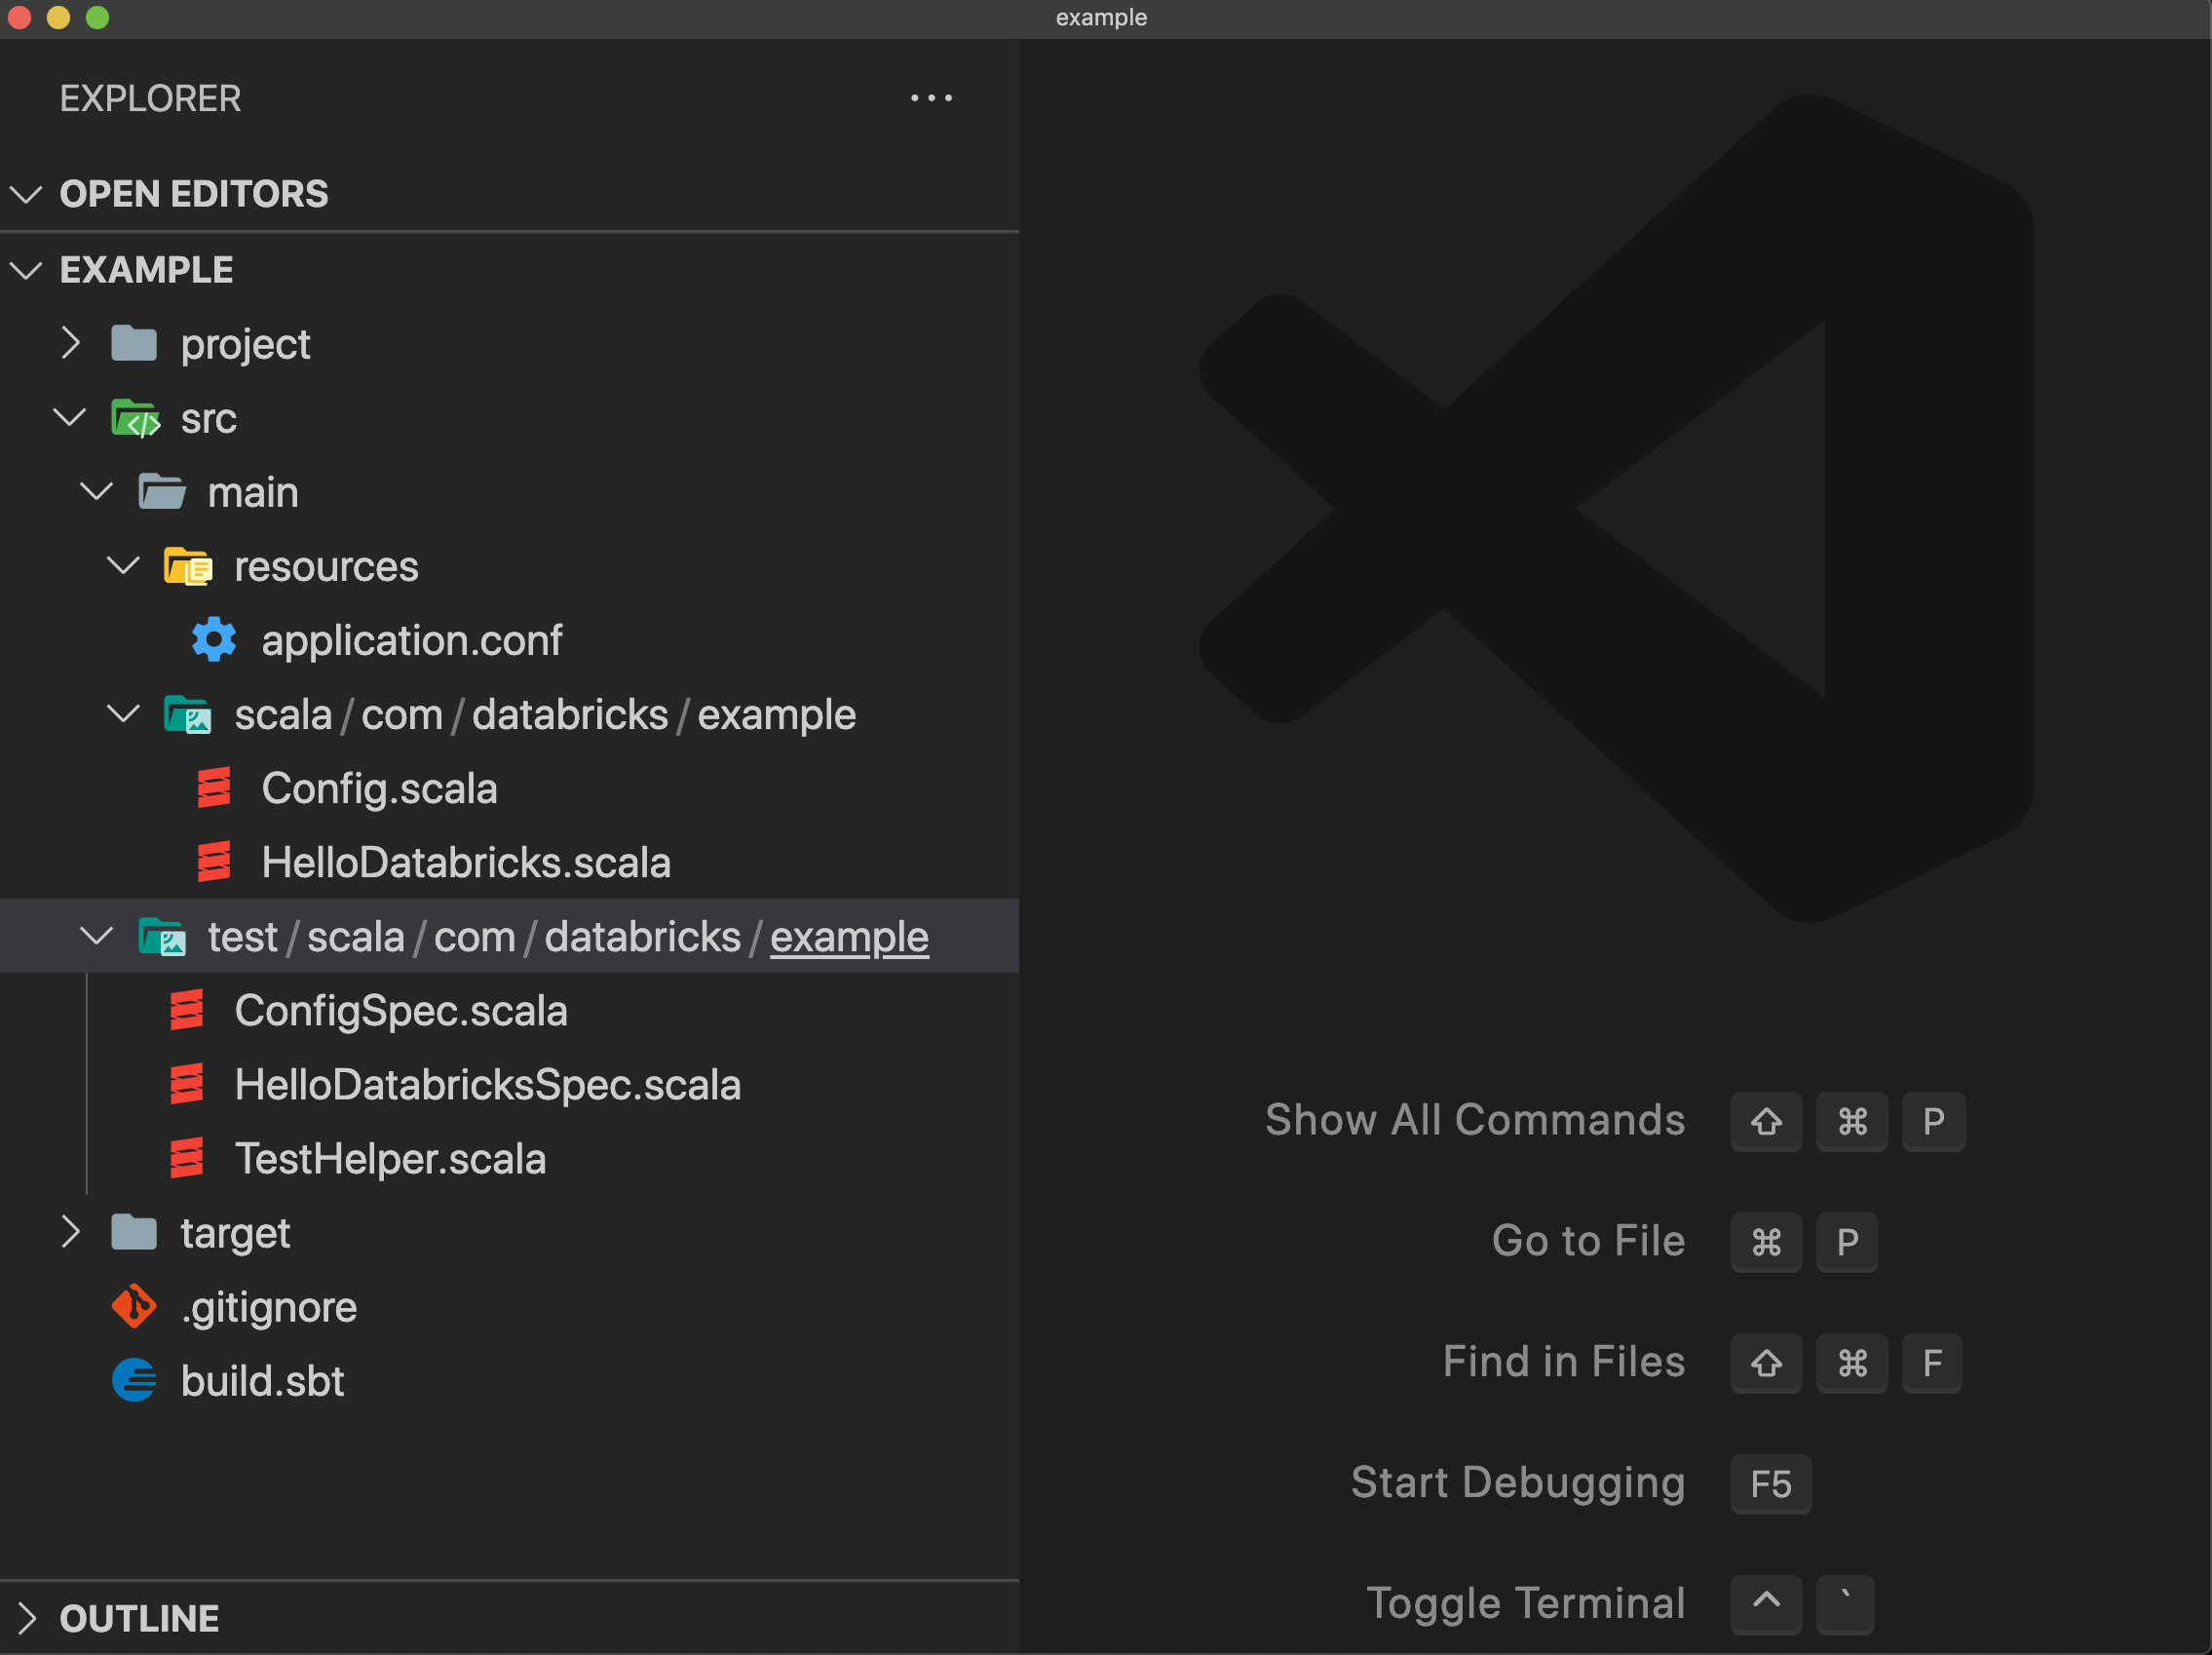 example
EXPLORER
OPEN EDITORS
EXAMPLE
project
src
main
resources
application.conf
scala/com/databricks/example
Config.scala
HelloDatabricks.scala
test/scala/com/databricks/example
ConfigSpec.scala
HelloDatabricksSpec.scala
TestHelper.scala
target
.gitignore
build.sbt
OUTLINE
Show All Commands ⇧ ⌘ P
Go to File ⌘ P
Find in Files ⇧ ⌘ F
Start Debugging F5
Toggle Terminal ^ `